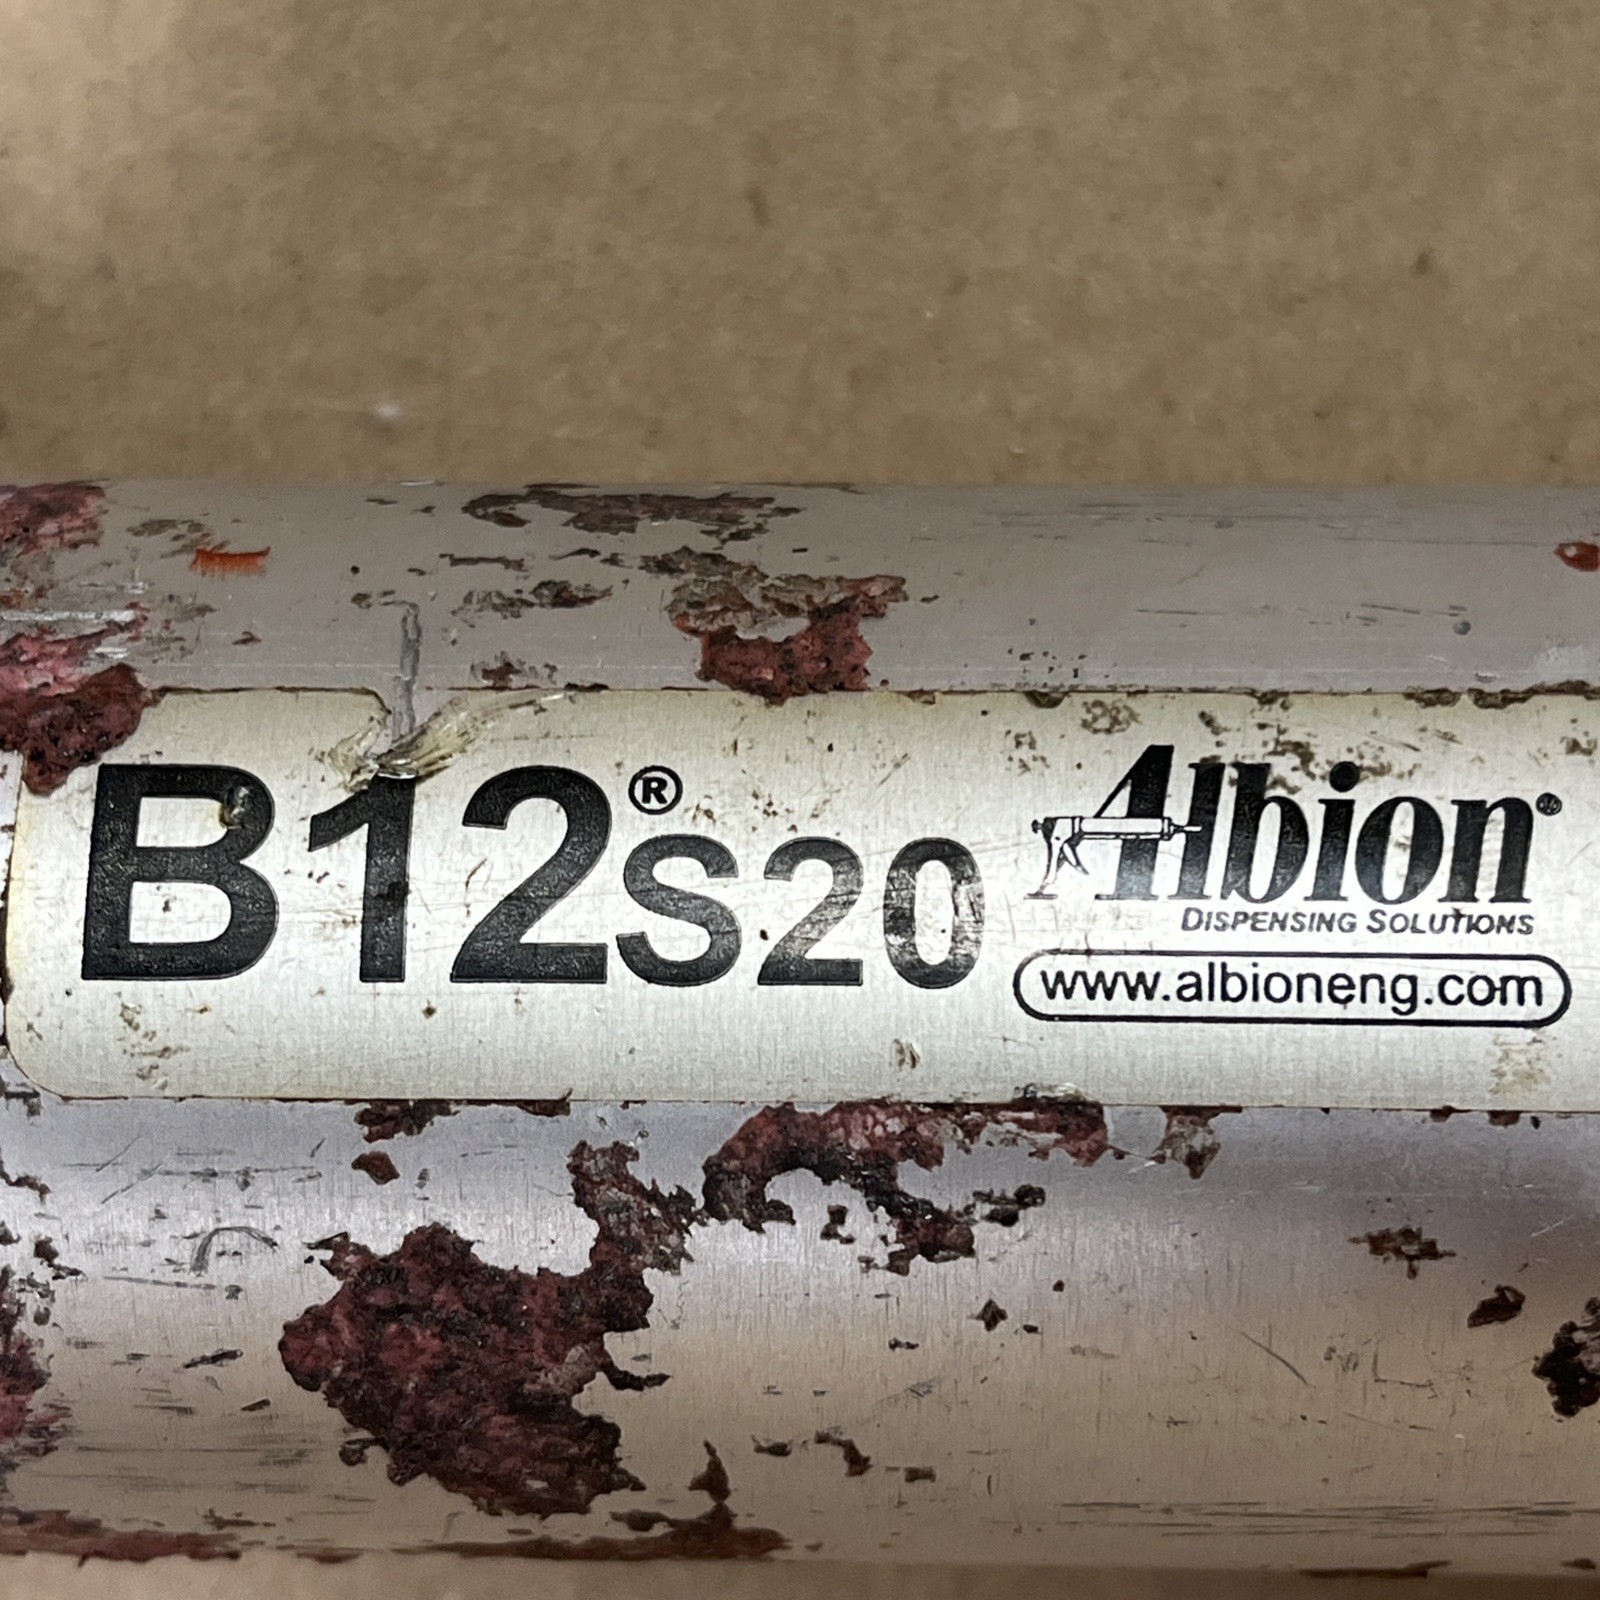 B12®S20
Albion®
DISPENSING SOLUTIONS
www.albioneng.com